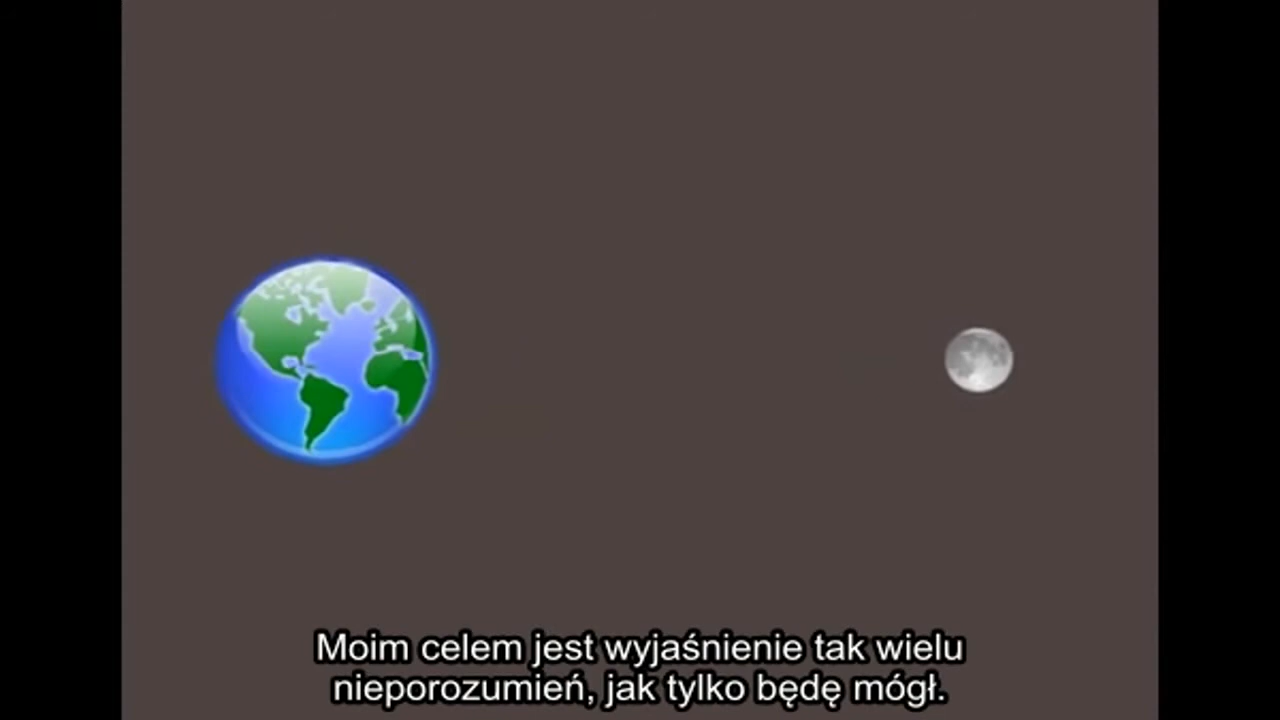 Moim celem jest wyjaśnienie tak wielu
nieporozumień, jak tylko będę mógł.